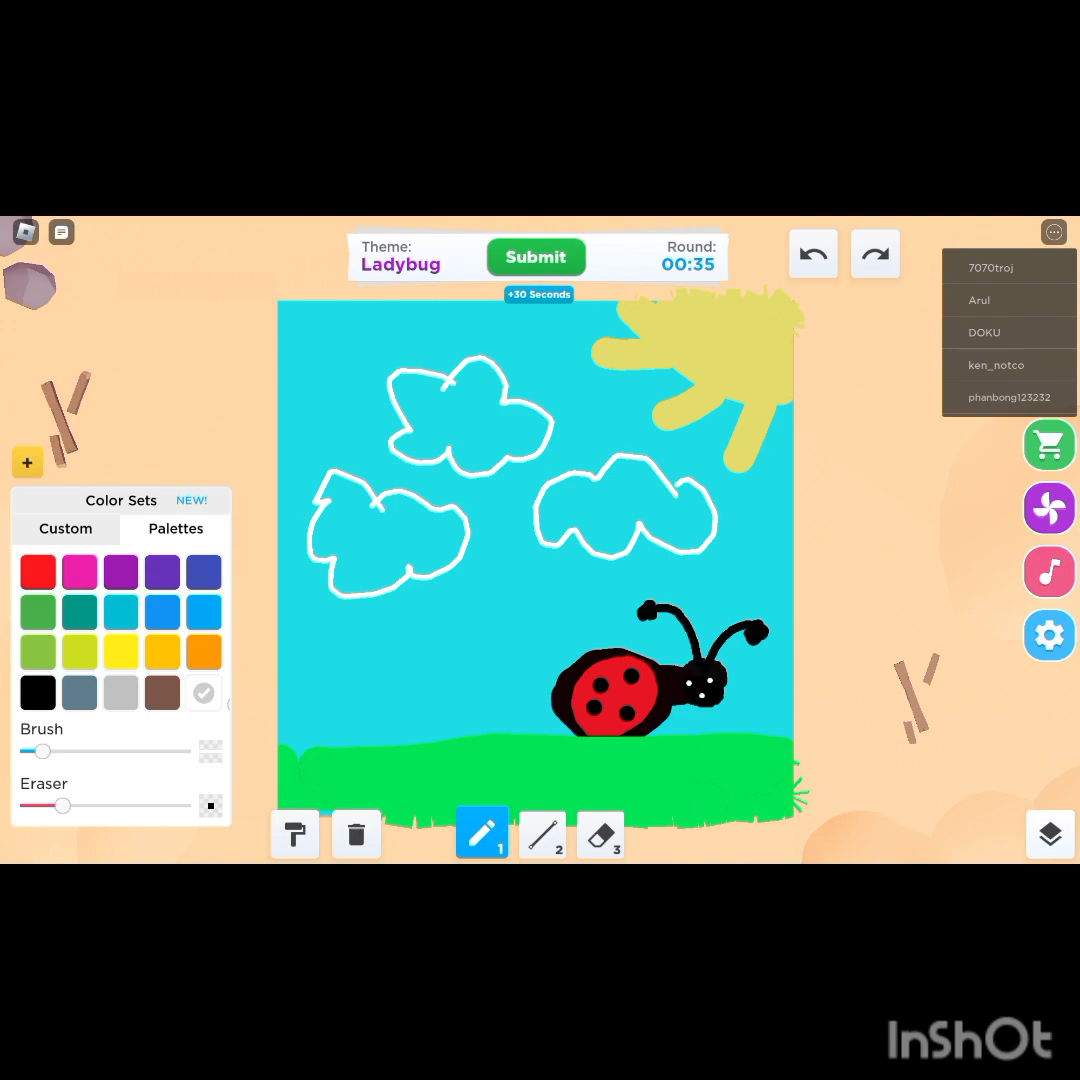 Theme:
Ladybug
Submit
Round:
00:35
+30 Seconds
7070troj
Arul
DOKU
ken_notco
phanbong123232
+
Color Sets NEW!
Custom Palettes
Brush
Eraser
1
2
3
InShOt